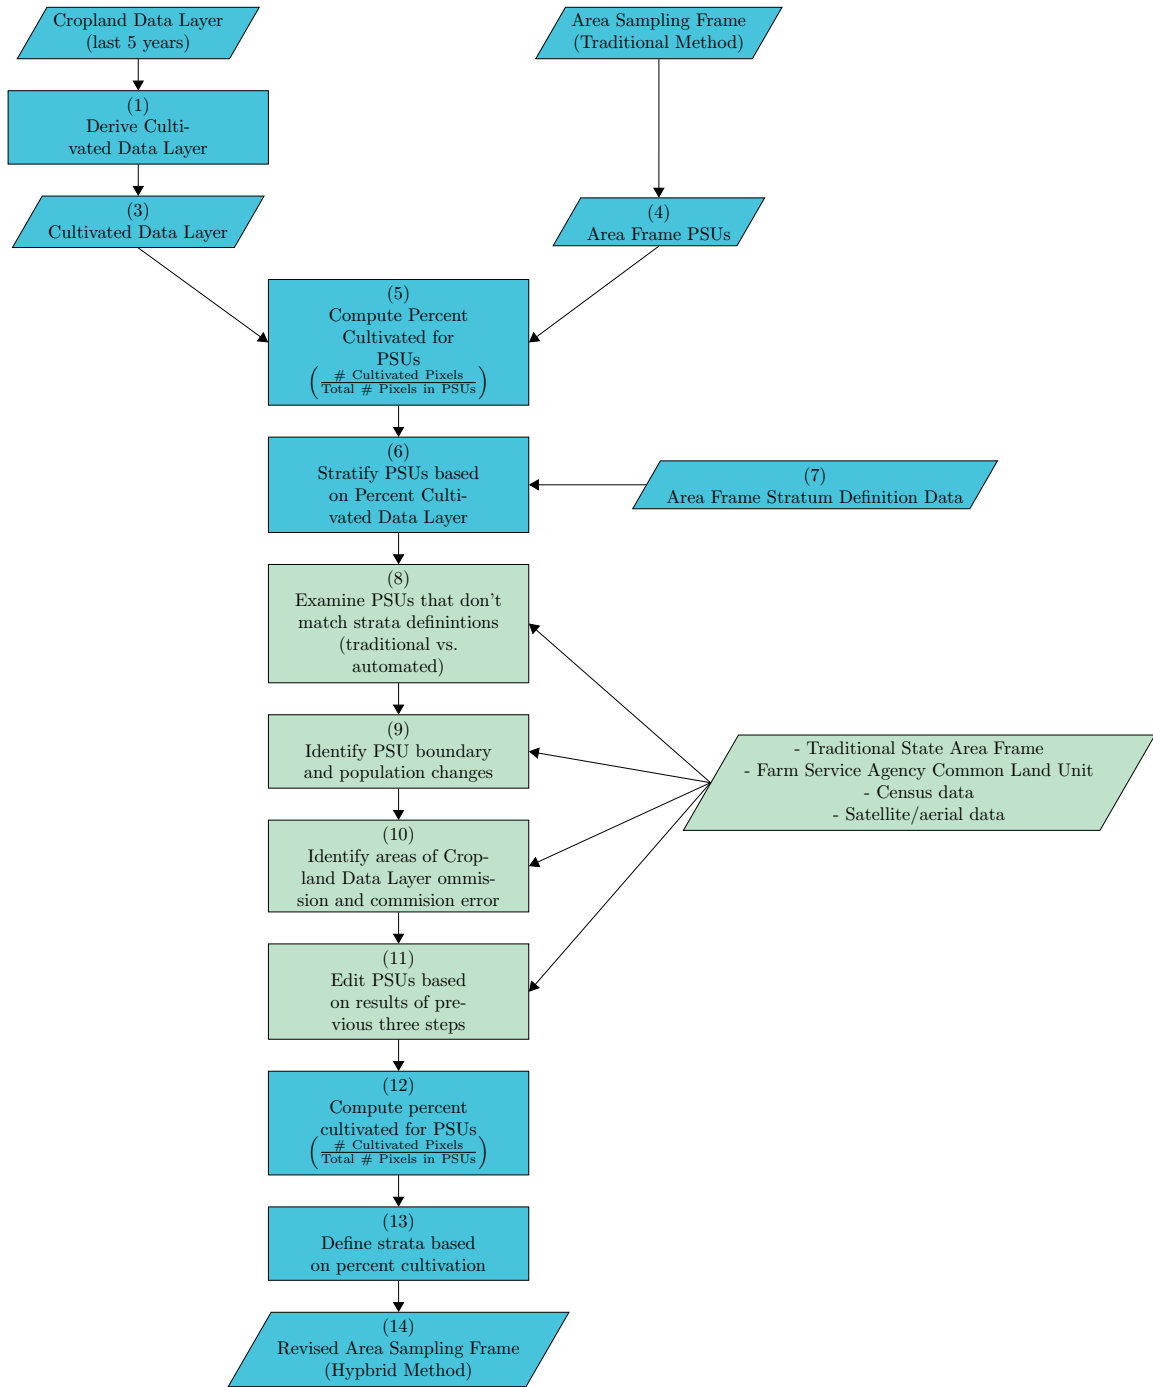 Cropland Data Layer
(last 5 years)
Area Sampling Frame
(Traditional Method)
(1)
Derive Culti-
vated Data Layer
(3)
Cultivated Data Layer
(4)
Area Frame PSUs
(5)
Compute Percent
Cultivated for
PSUs
(# Cultivated Pixels
Total # Pixels in PSUs)
(6)
Stratify PSUs based
on Percent Culti-
vated Data Layer
(7)
Area Frame Stratum Definition Data
(8)
Examine PSUs that don't
match strata definintions
(traditional vs.
automated)
(9)
Identify PSU boundary
and population changes
- Traditional State Area Frame
- Farm Service Agency Common Land Unit
- Census data
- Satellite/aerial data
(10)
Identify areas of Crop-
land Data Layer ommis-
sion and commision error
(11)
Edit PSUs based
on results of pre-
vious three steps
(12)
Compute percent
cultivated for PSUs
(# Cultivated Pixels
Total # Pixels in PSUs)
(13)
Define strata based
on percent cultivation
(14)
Revised Area Sampling Frame
(Hypbrid Method)